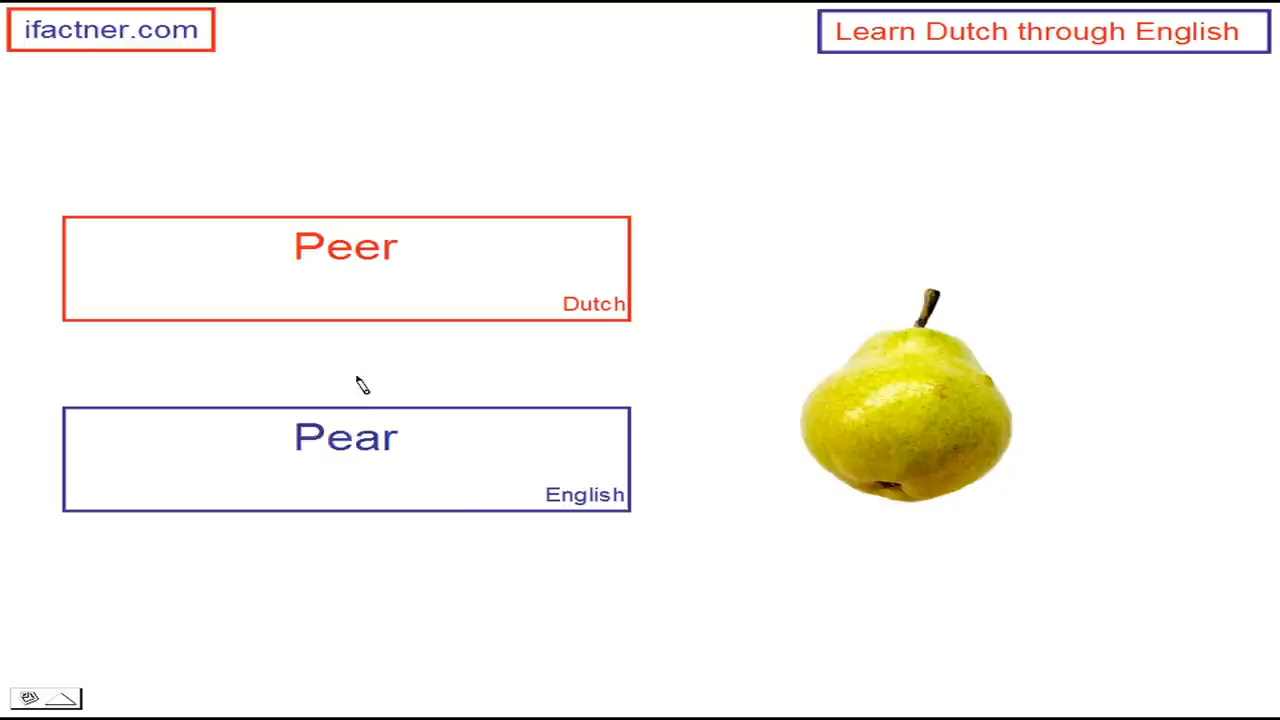 ifactner.com
Learn Dutch through English
Peer
Dutch
Pear
English